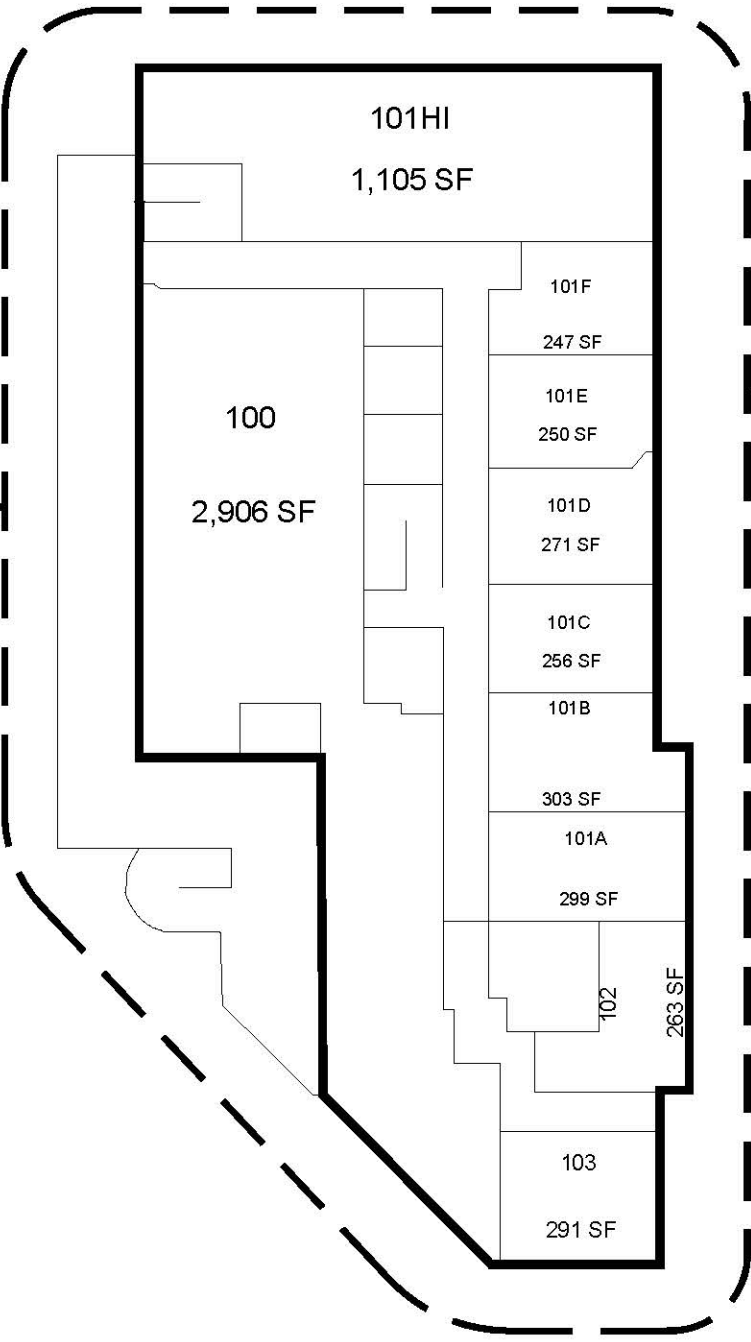 101HI
1,105 SF
101F
247 SF
101E
250 SF
100
2,906 SF
101D
271 SF
101C
256 SF
101B
303 SF
101A
299 SF
102
263 SF
103
291 SF